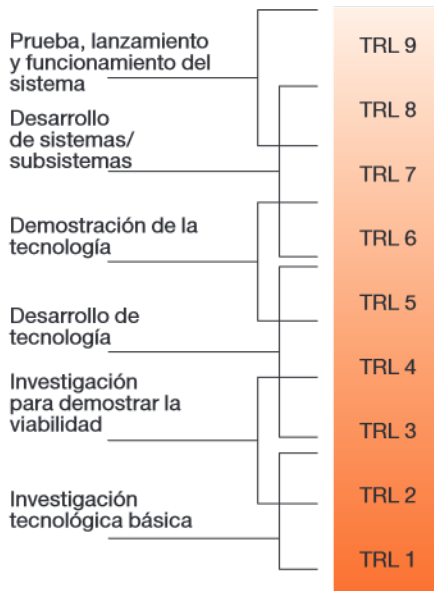 Prueba, lanzamiento
y funcionamiento del
sistema
Desarrollo
de sistemas/
subsistemas
Demostración de la
tecnología
Desarrollo de
tecnología
Investigación
para demostrar la
viabilidad
Investigación
tecnológica básica
TRL 9
TRL 8
TRL 7
TRL 6
TRL 5
TRL 4
TRL 3
TRL 2
TRL 1